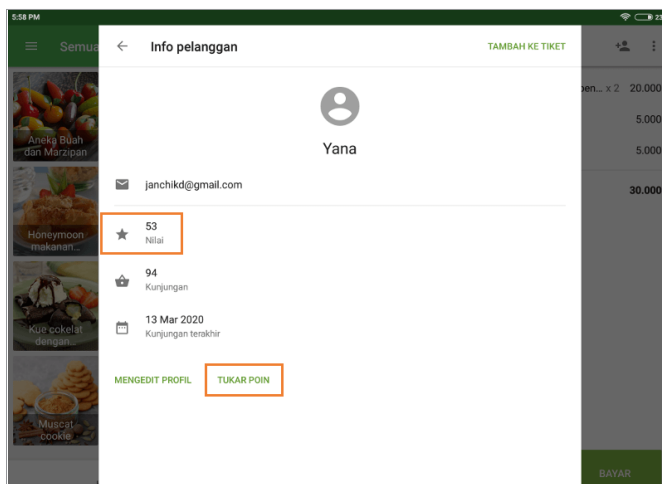 5:58 PM
23
Semua
Info pelanggan
TAMBAH KE TIKET
Yana
janchikd@gmail.com
53
Nilai
94
Kunjungan
13 Mar 2020
Kunjungan terakhir
MENGEDIT PROFIL
TUKAR POIN
Aneka Buah
dan Marzipan
Honeymoon
makanan...
Kue cokelat
dengan...
Muscat
cookie
pen... x 2 20.000
5.000
5.000
30.000
BAYAR